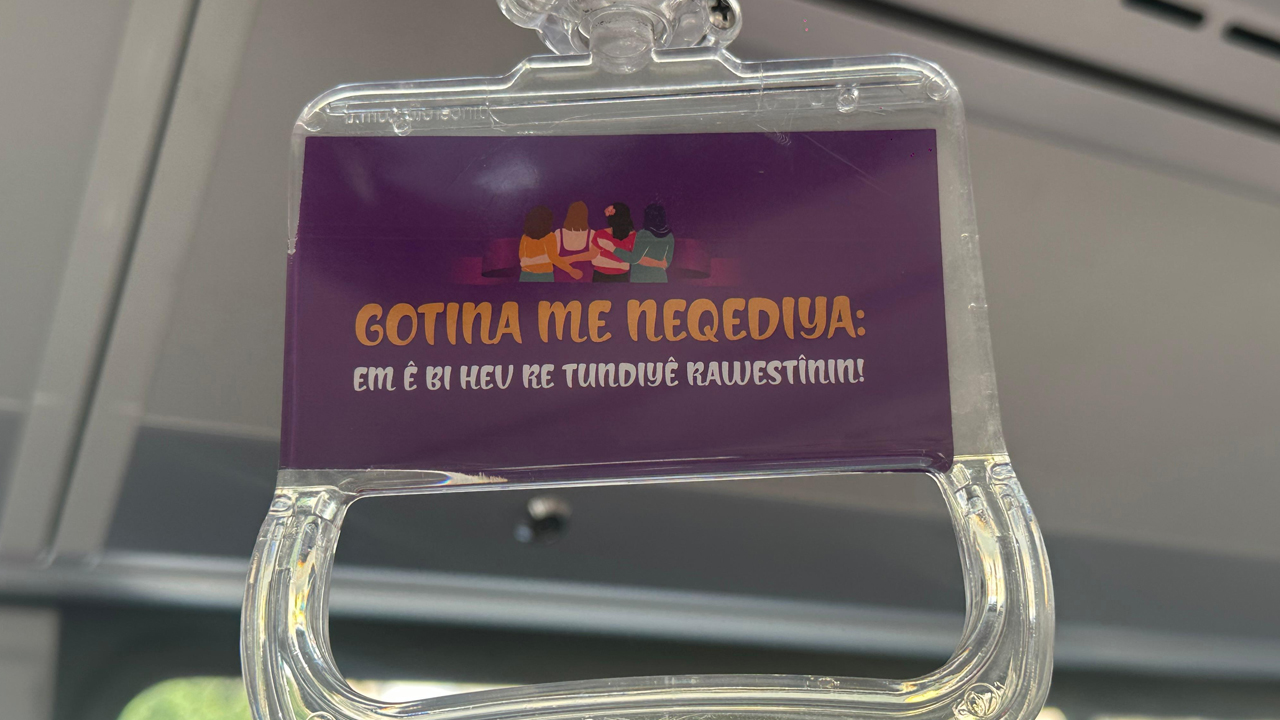 GOTINA ME NEQEDIYA:
EM Ê BI HEV RE TUNDIYÊ RAWESTÎNIN!